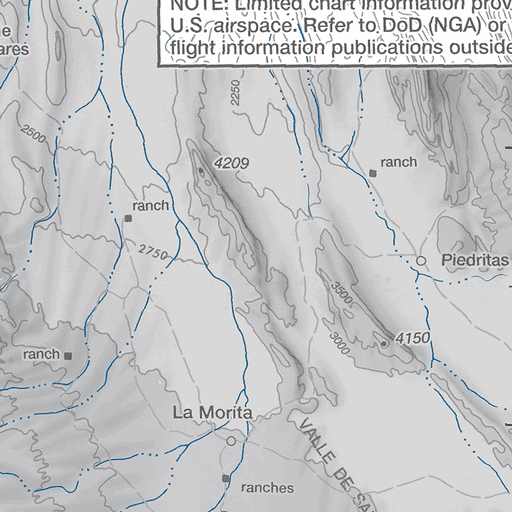 NOTE: Limited chart information prov
U.S. airspace. Refer to DoD (NGA) or
flight information publications outside
ares
2250
2500
4209
ranch
ranch
2750
Piedritas
3500
4150
3000
ranch
La Morita
VALLE DE SA
ranches